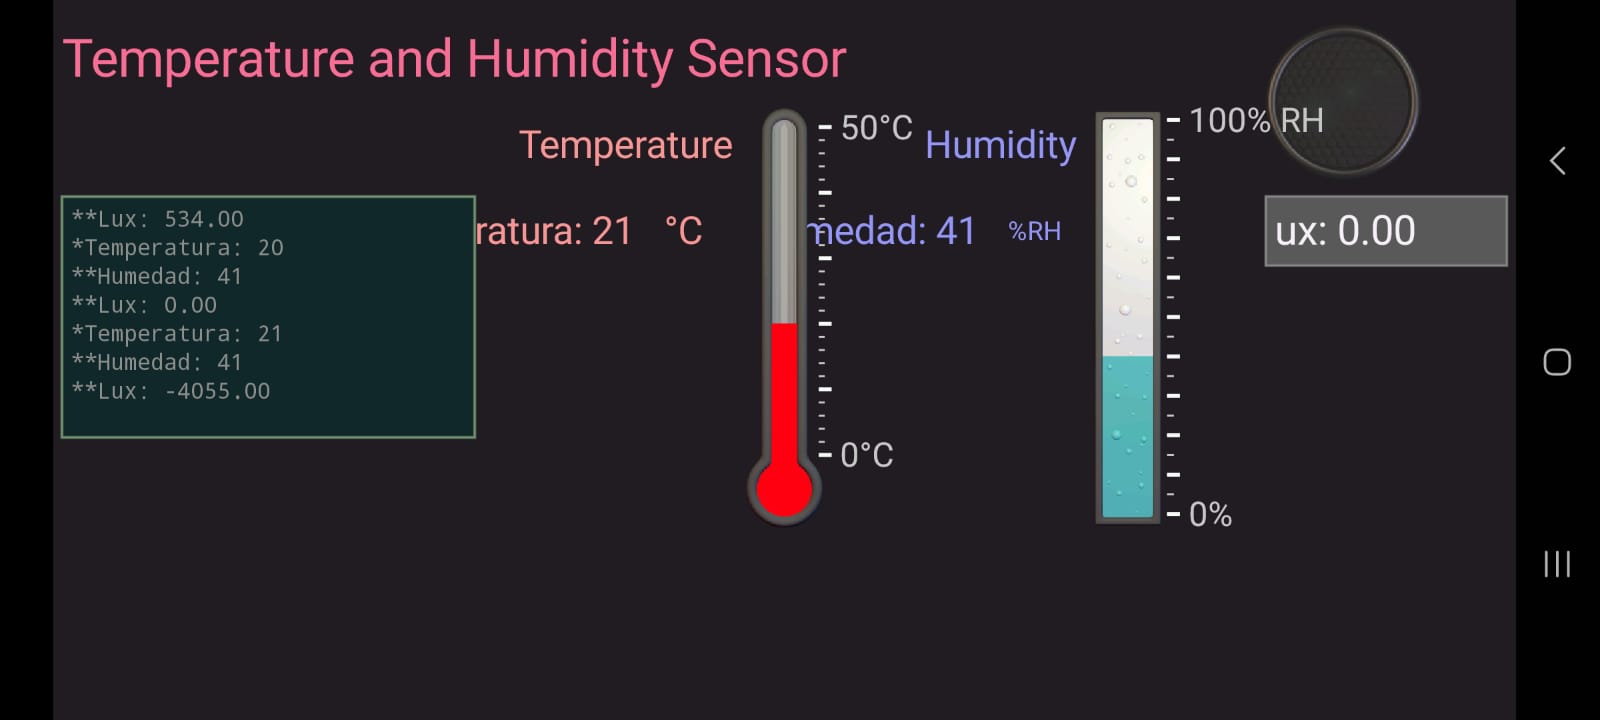 Temperature and Humidity Sensor
Temperature
50°C
Humidity
100% RH
**Lux: 534.00
*Temperatura: 20
**Humedad: 41
**Lux: 0.00
*Temperatura: 21
**Humedad: 41
**Lux: -4055.00
ratura: 21 °C
medad: 41 %RH
ux: 0.00
0°C
0%